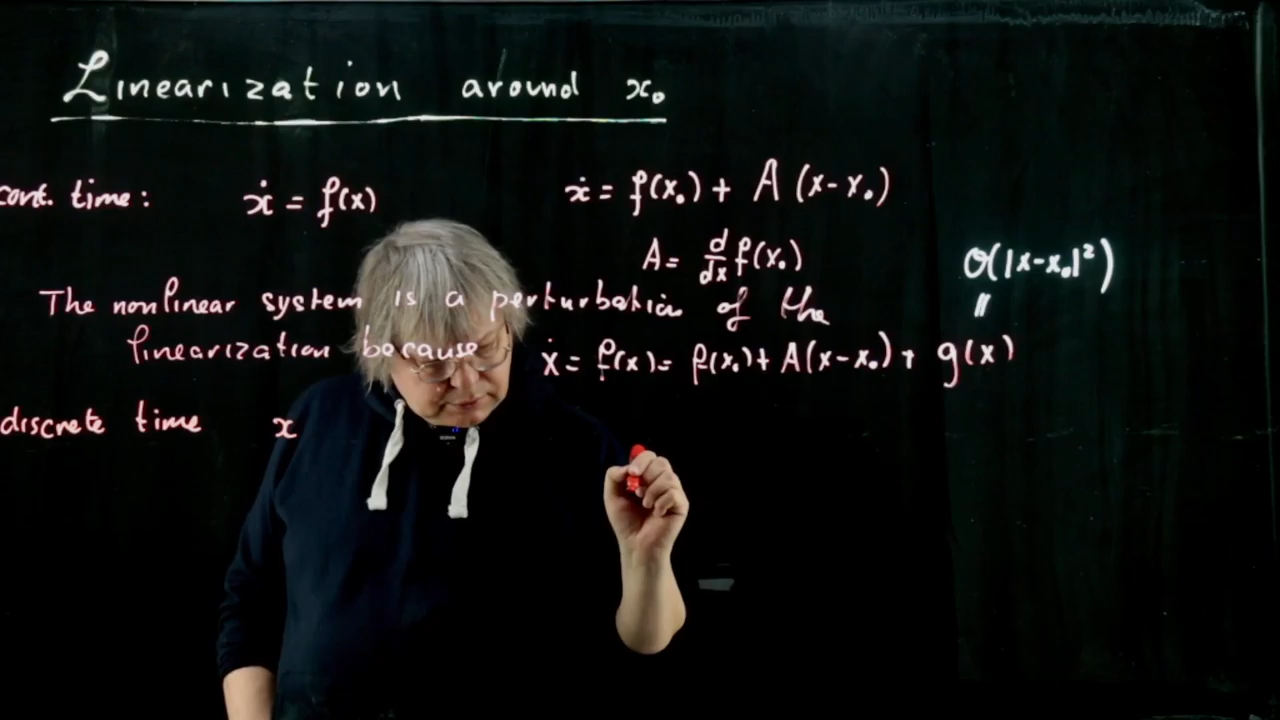 Linearization around x₀
cont. time: ẋ = f(x) ẋ = f(x₀) + A (x-x₀)
A = d/dx f(x₀) O(|x-x₀|²)
The nonlinear system is a perturbation of the
linearization because ẋ = f(x) = f(x₀) + A(x-x₀) + g(x)
discrete time x